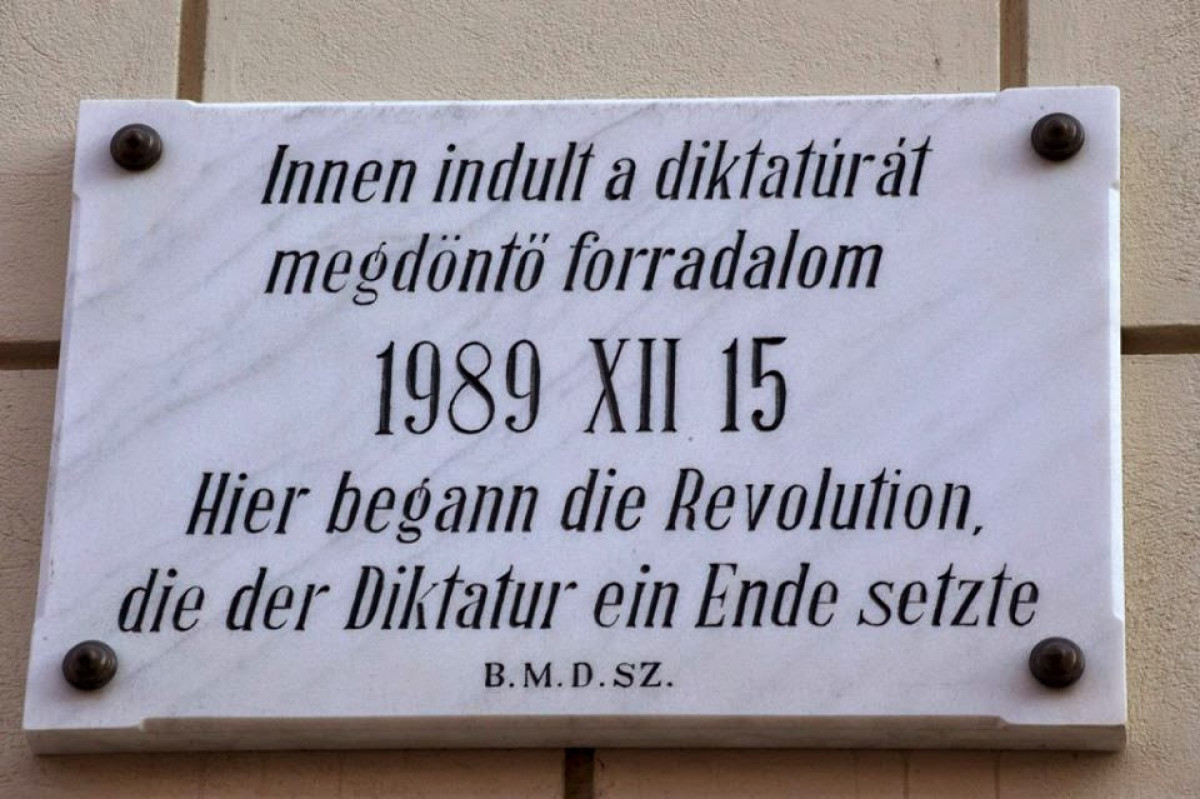 Innen indult a diktatúrát
megdöntő forradalom
1989 XII 15
Hier begann die Revolution,
die der Diktatur ein Ende setzte
B.M.D.SZ.